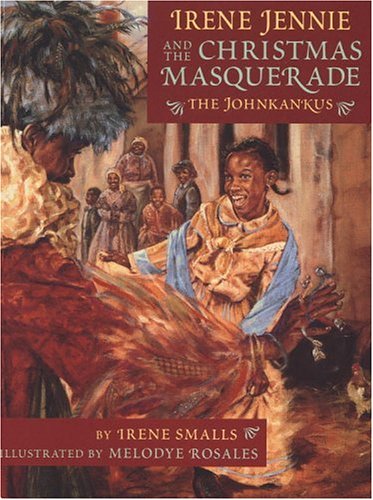 IRENE JENNIE
AND THE CHRISTMAS
MASQUERADE
THE JOHNKANKUS
BY IRENE SMALLS
ILLUSTRATED BY MELODYE ROSALES